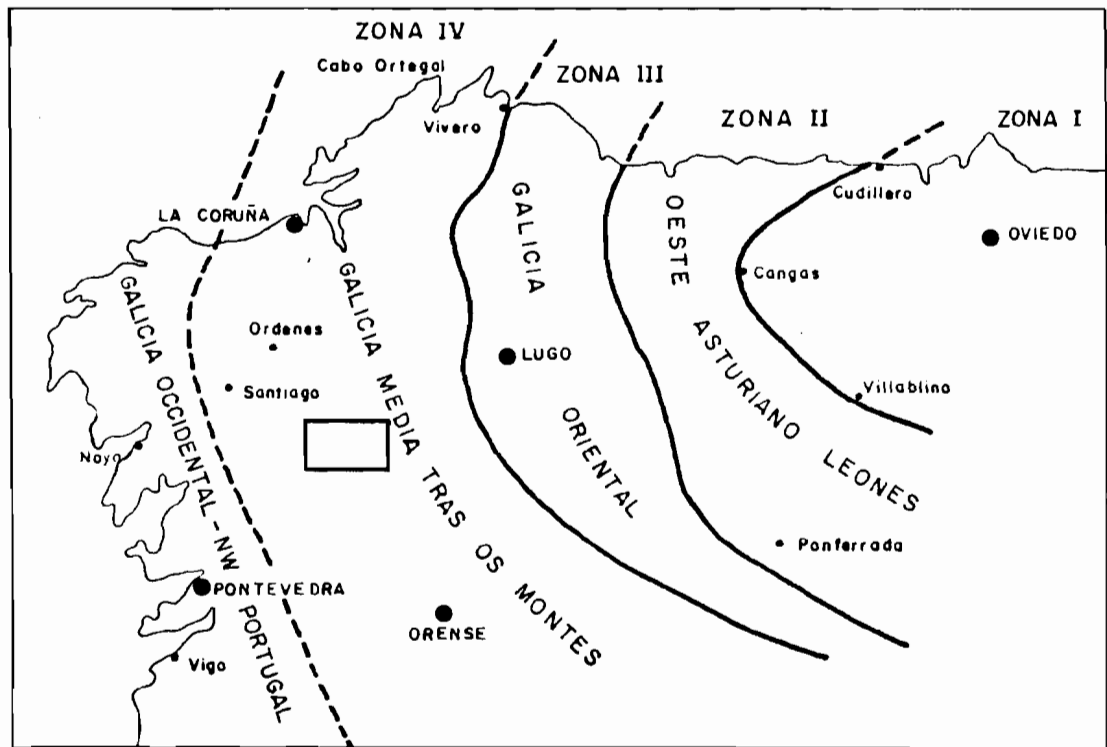 ZONA IV
Cabo Ortegal
ZONA III
Vivero
ZONA II
ZONA I
Cudillero
LA CORUÑA
OVIEDO
Cangas
GALICIA OCCIDENTAL-NW PORTUGAL
GALICIA MEDIA TRAS OS MONTES
GALICIA ORIENTAL
OESTE ASTURIANO LEONES
Ordenes
LUGO
Santiago
Villablino
Noya
Ponferrada
PONTEVEDRA
ORENSE
Vigo